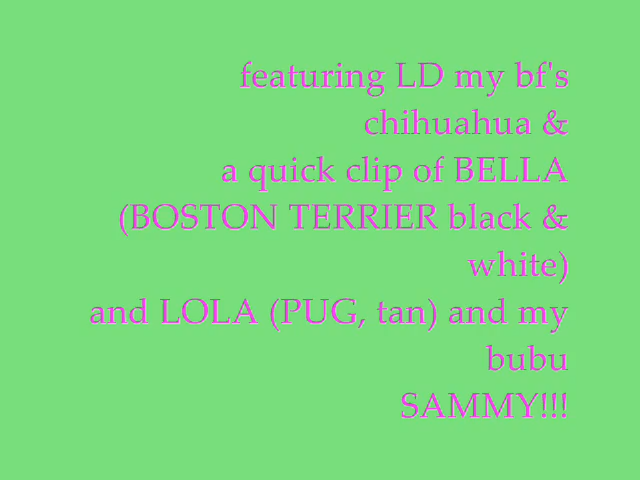 featuring LD my bf's
chihuahua &
a quick clip of BELLA
(BOSTON TERRIER black &
white)
and LOLA (PUG, tan) and my
bubu
SAMMY!!!